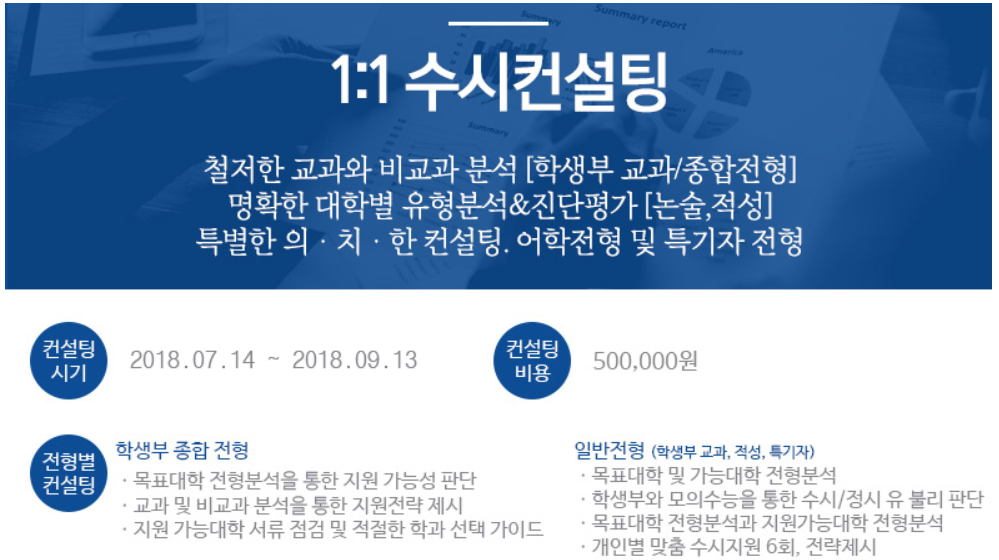 Summary
Summary report
America
Summary
1:1 수시컨설팅
철저한 교과와 비교과 분석 [학생부 교과/종합전형]
명확한 대학별 유형분석&진단평가 [논술,적성]
특별한 의 · 치 · 한 컨설팅. 어학전형 및 특기자 전형
컨설팅
시기
2018.07.14 ~ 2018.09.13
컨설팅
비용
500,000원
전형별
컨설팅
학생부 종합 전형
· 목표대학 전형분석을 통한 지원 가능성 판단
· 교과 및 비교과 분석을 통한 지원전략 제시
· 지원 가능대학 서류 점검 및 적절한 학과 선택 가이드
일반전형 (학생부 교과, 적성, 특기자)
· 목표대학 및 가능대학 전형분석
· 학생부와 모의수능을 통한 수시/정시 유 불리 판단
· 목표대학 전형분석과 지원가능대학 전형분석
· 개인별 맞춤 수시지원 6회, 전략제시